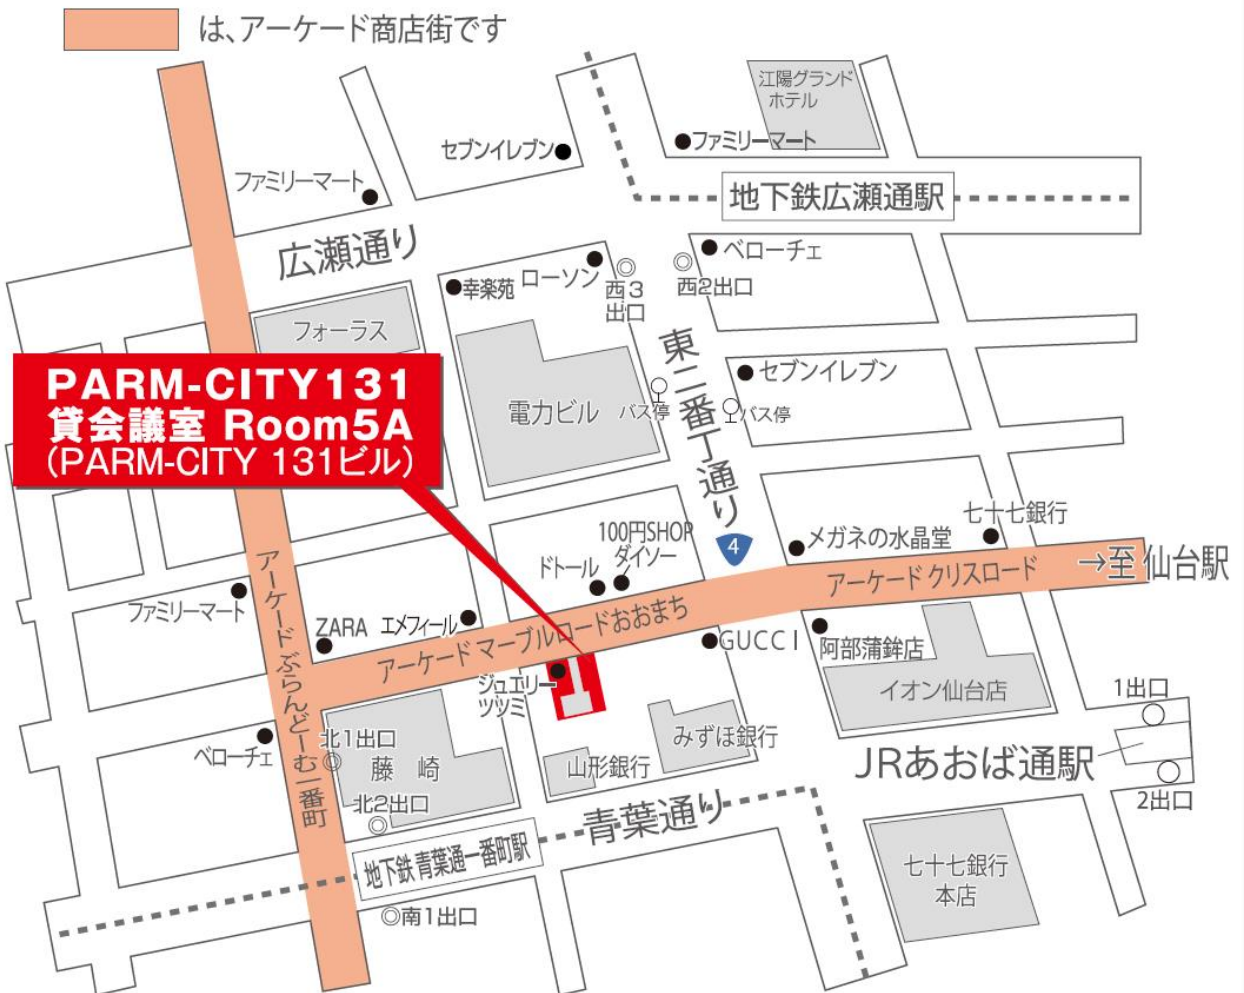 は、アーケード商店街です
江陽グランド
ホテル
セブンイレブン
ファミリーマート
ファミリーマート
地下鉄広瀬通駅
広瀬通り
ベローチェ
幸楽苑
ローソン
西3
出口
西2出口
フォーラス
東二番丁通り
セブンイレブン
PARM-CITY131
貸会議室 Room5A
(PARM-CITY 131ビル)
電力ビル
バス停
バス停
4
100円SHOP
ダイソー
七十七銀行
メガネの水晶堂
→至 仙台駅
ドトール
アーケード クリスロード
アーケード マーブルロードおおまち
ファミリーマート
ZARA
エメフィール
アーケード ぶらんどーむ一番町
GUCCI
阿部蒲鉾店
イオン仙台店
ジュエリー
ツツミ
1出口
ベローチェ
北1出口
藤 崎
山形銀行
みずほ銀行
JRあおば通駅
2出口
北2出口
青葉通り
地下鉄 青葉通一番町駅
七十七銀行
本店
南1出口